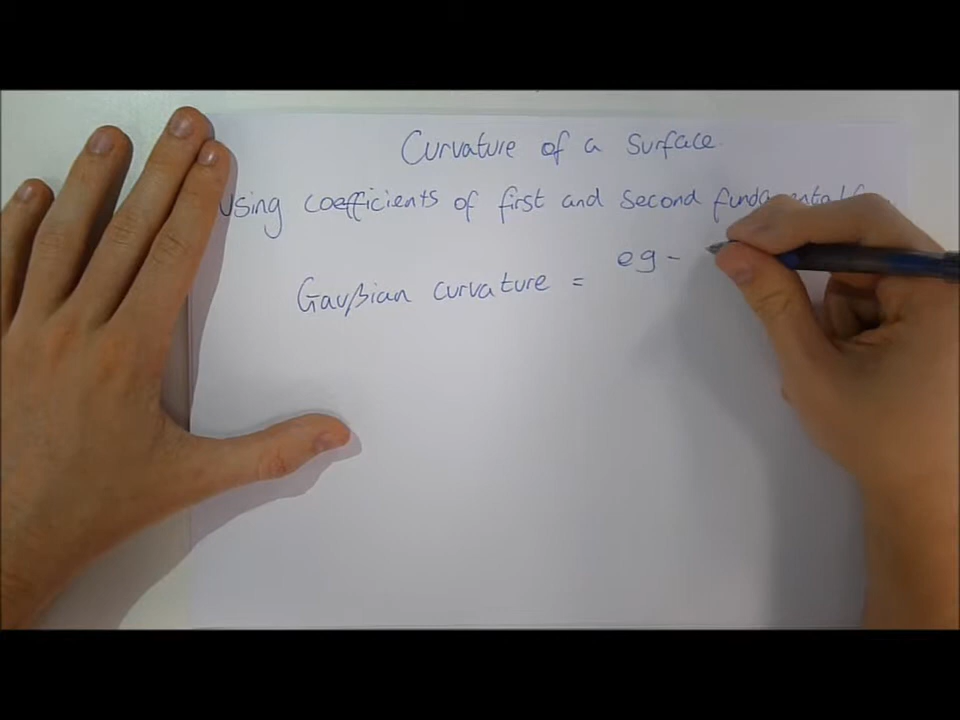 Curvature of a Surface
using coefficients of first and second
Gaußian curvature = eg -